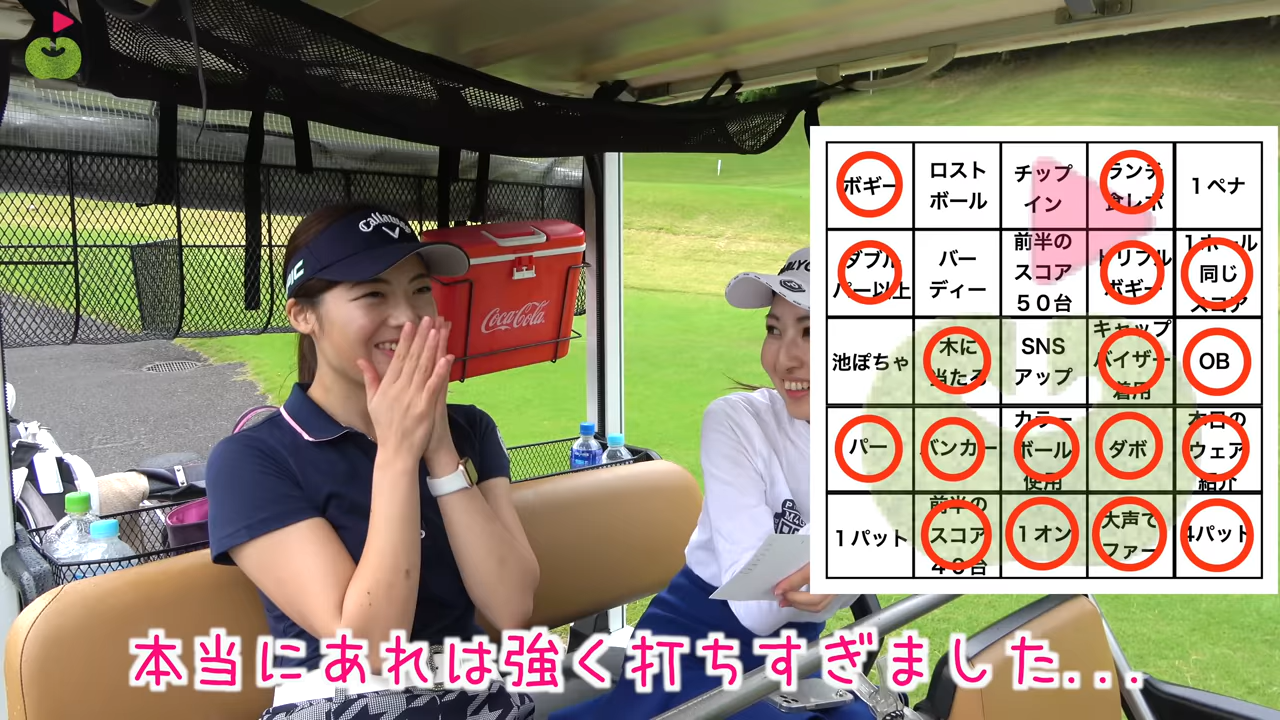 Callaway
Coca-Cola
ボギー
ロスト
ボール
チップ
イン
ランチ
食レポ
1ペナ
ダブル
パー以上
バー
ディー
前半の
スコア
50台
トリプル
ボギー
1ホール
同じ
スコア
池ぽちゃ
木に
当たる
SNS
アップ
キャップ
バイザー
着用
OB
パー
バンカー
カラー
ボール
使用
ダボ
本日の
ウェア
紹介
1パット
前半の
スコア
1オン
大声で
ファー
4パット
本当にあれは強く打ちすぎました...